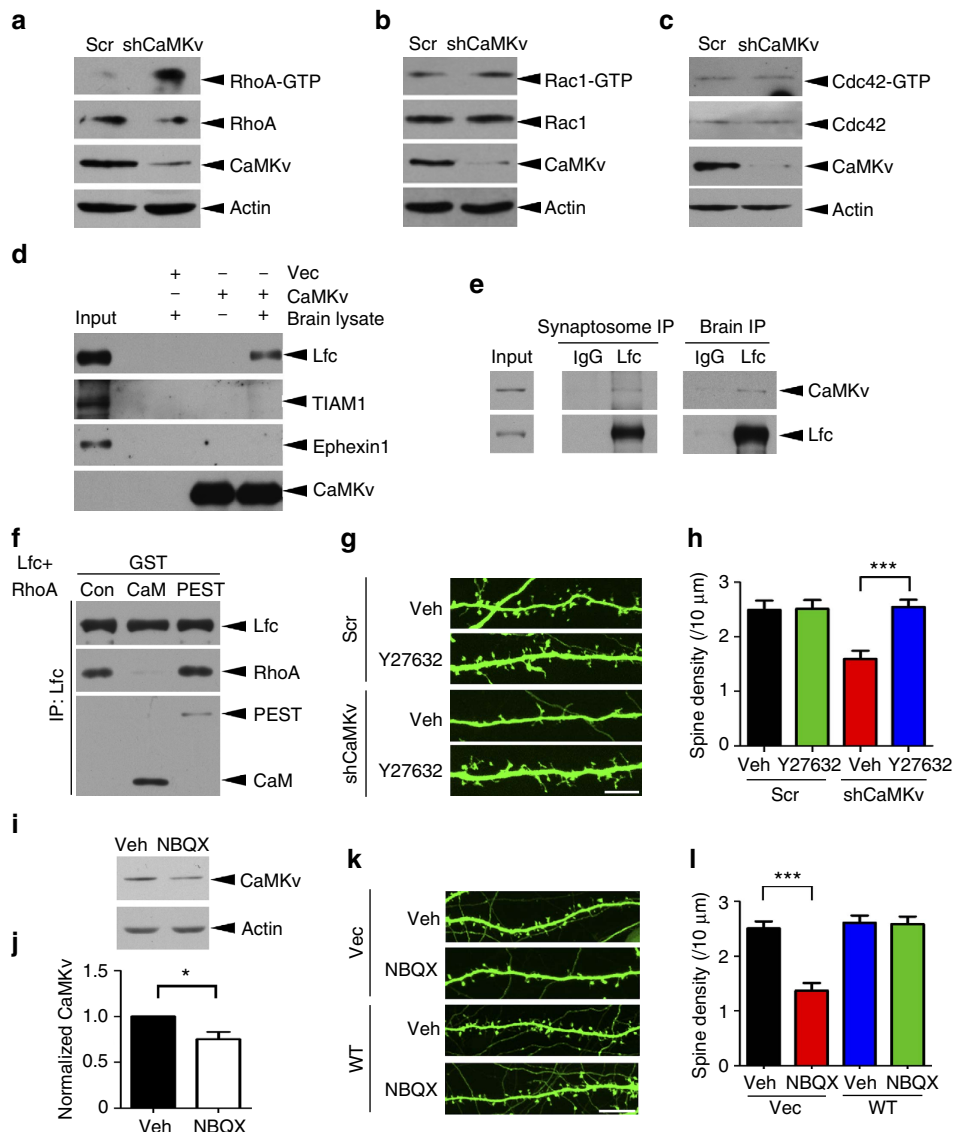 a
Scr shCaMKv
RhoA-GTP
RhoA
CaMKv
Actin
b
Scr shCaMKv
Rac1-GTP
Rac1
CaMKv
Actin
c
Scr shCaMKv
Cdc42-GTP
Cdc42
CaMKv
Actin
d
+ – – Vec
– + + CaMKv
Input + – + Brain lysate
Lfc
TIAM1
Ephexin1
CaMKv
e
Synaptosome IP Brain IP
Input IgG Lfc IgG Lfc
CaMKv
Lfc
f
Lfc+ GST
RhoA Con CaM PEST
IP: Lfc
Lfc
RhoA
PEST
CaM
g
Scr
Veh
Y27632
shCaMKv
Veh
Y27632
h
***
Spine density (/10 μm)
3
2
1
0
Veh Y27632 Veh Y27632
Scr shCaMKv
i
Veh NBQX
CaMKv
Actin
j
Normalized CaMKv
1.5
*
1.0
0.5
0
Veh NBQX
k
Vec
Veh
NBQX
WT
Veh
NBQX
l
***
Spine density (/10 μm)
3
2
1
0
Veh NBQX Veh NBQX
Vec WT